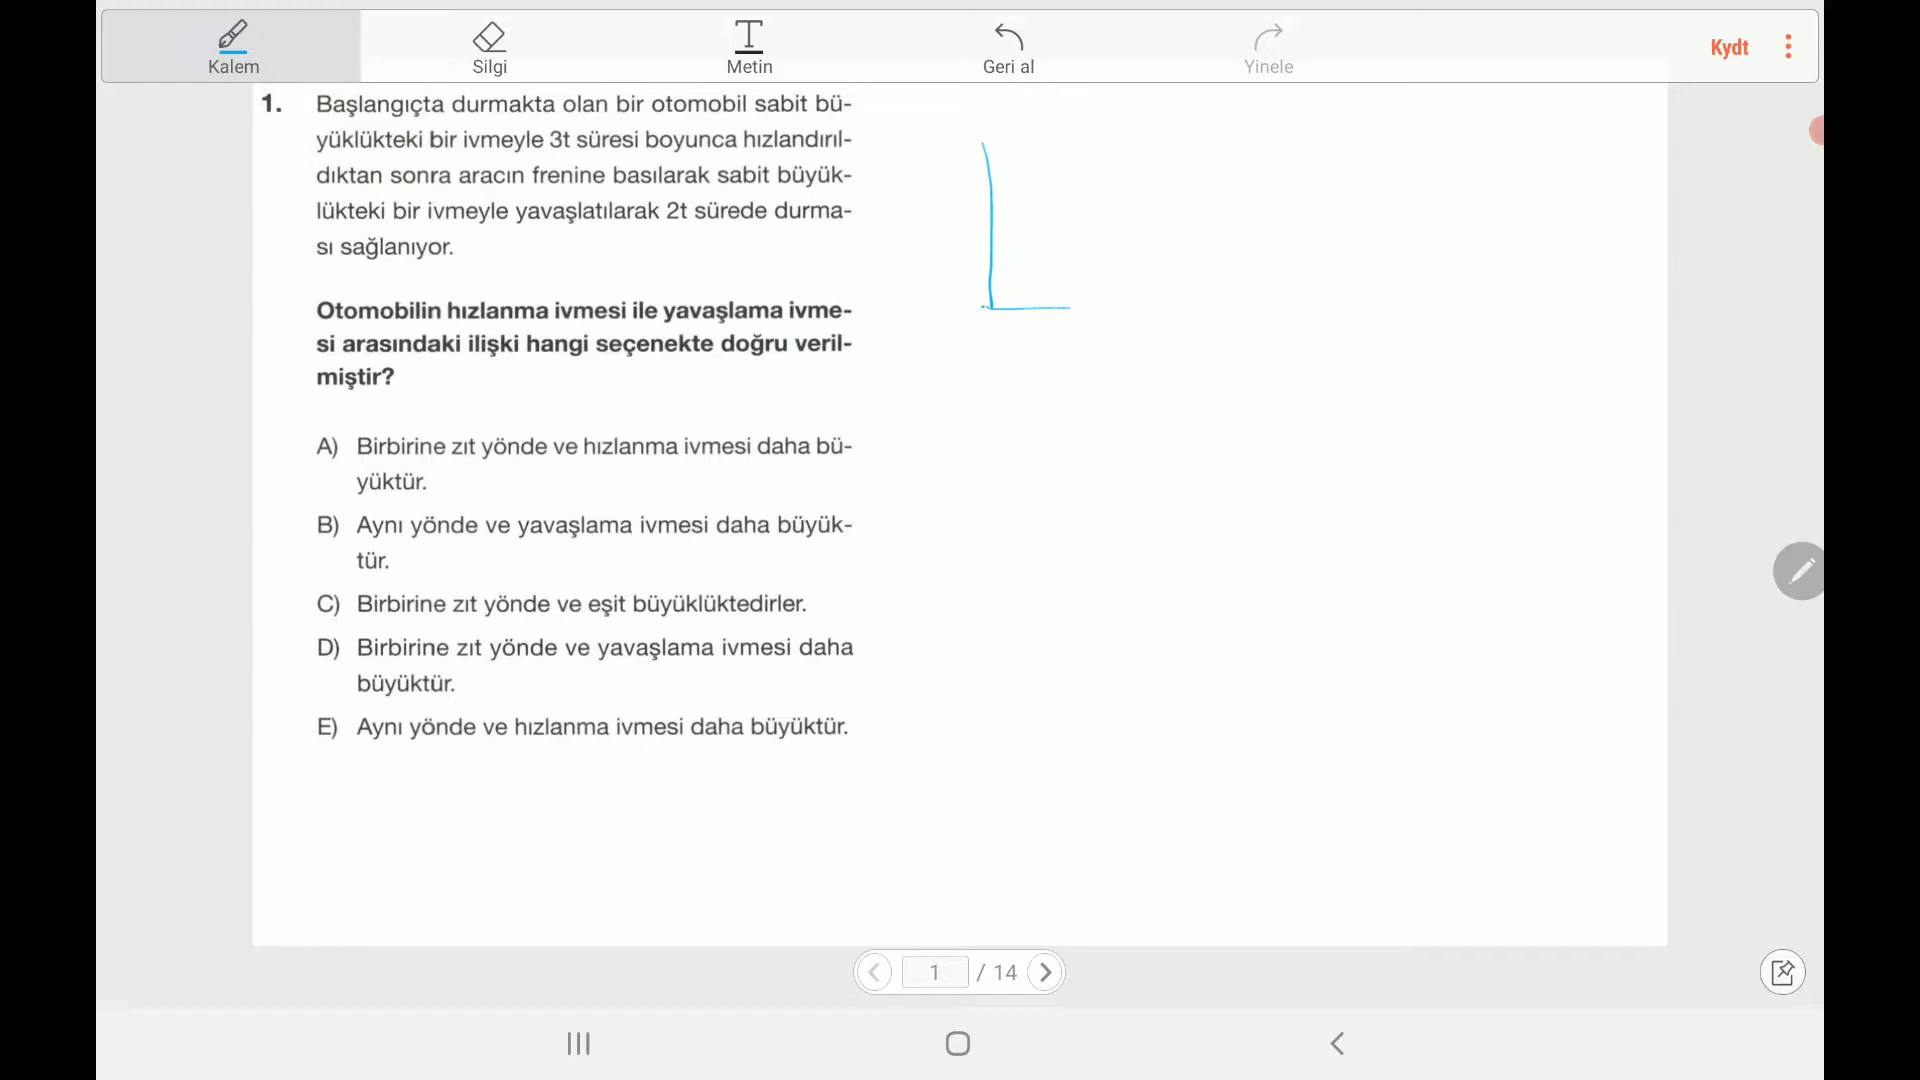 Kalem
Silgi
Metin
Geri al
Yinele
Kydt
1. Başlangıçta durmakta olan bir otomobil sabit bü-
yüklükteki bir ivmeyle 3t süresi boyunca hızlandırıl-
dıktan sonra aracın frenine basılarak sabit büyük-
lükteki bir ivmeyle yavaşlatılarak 2t sürede durma-
sı sağlanıyor.
Otomobilin hızlanma ivmesi ile yavaşlama ivme-
si arasındaki ilişki hangi seçenekte doğru veril-
miştir?
A) Birbirine zıt yönde ve hızlanma ivmesi daha bü-
yüktür.
B) Aynı yönde ve yavaşlama ivmesi daha büyük-
tür.
C) Birbirine zıt yönde ve eşit büyüklüktedirler.
D) Birbirine zıt yönde ve yavaşlama ivmesi daha
büyüktür.
E) Aynı yönde ve hızlanma ivmesi daha büyüktür.
1 / 14